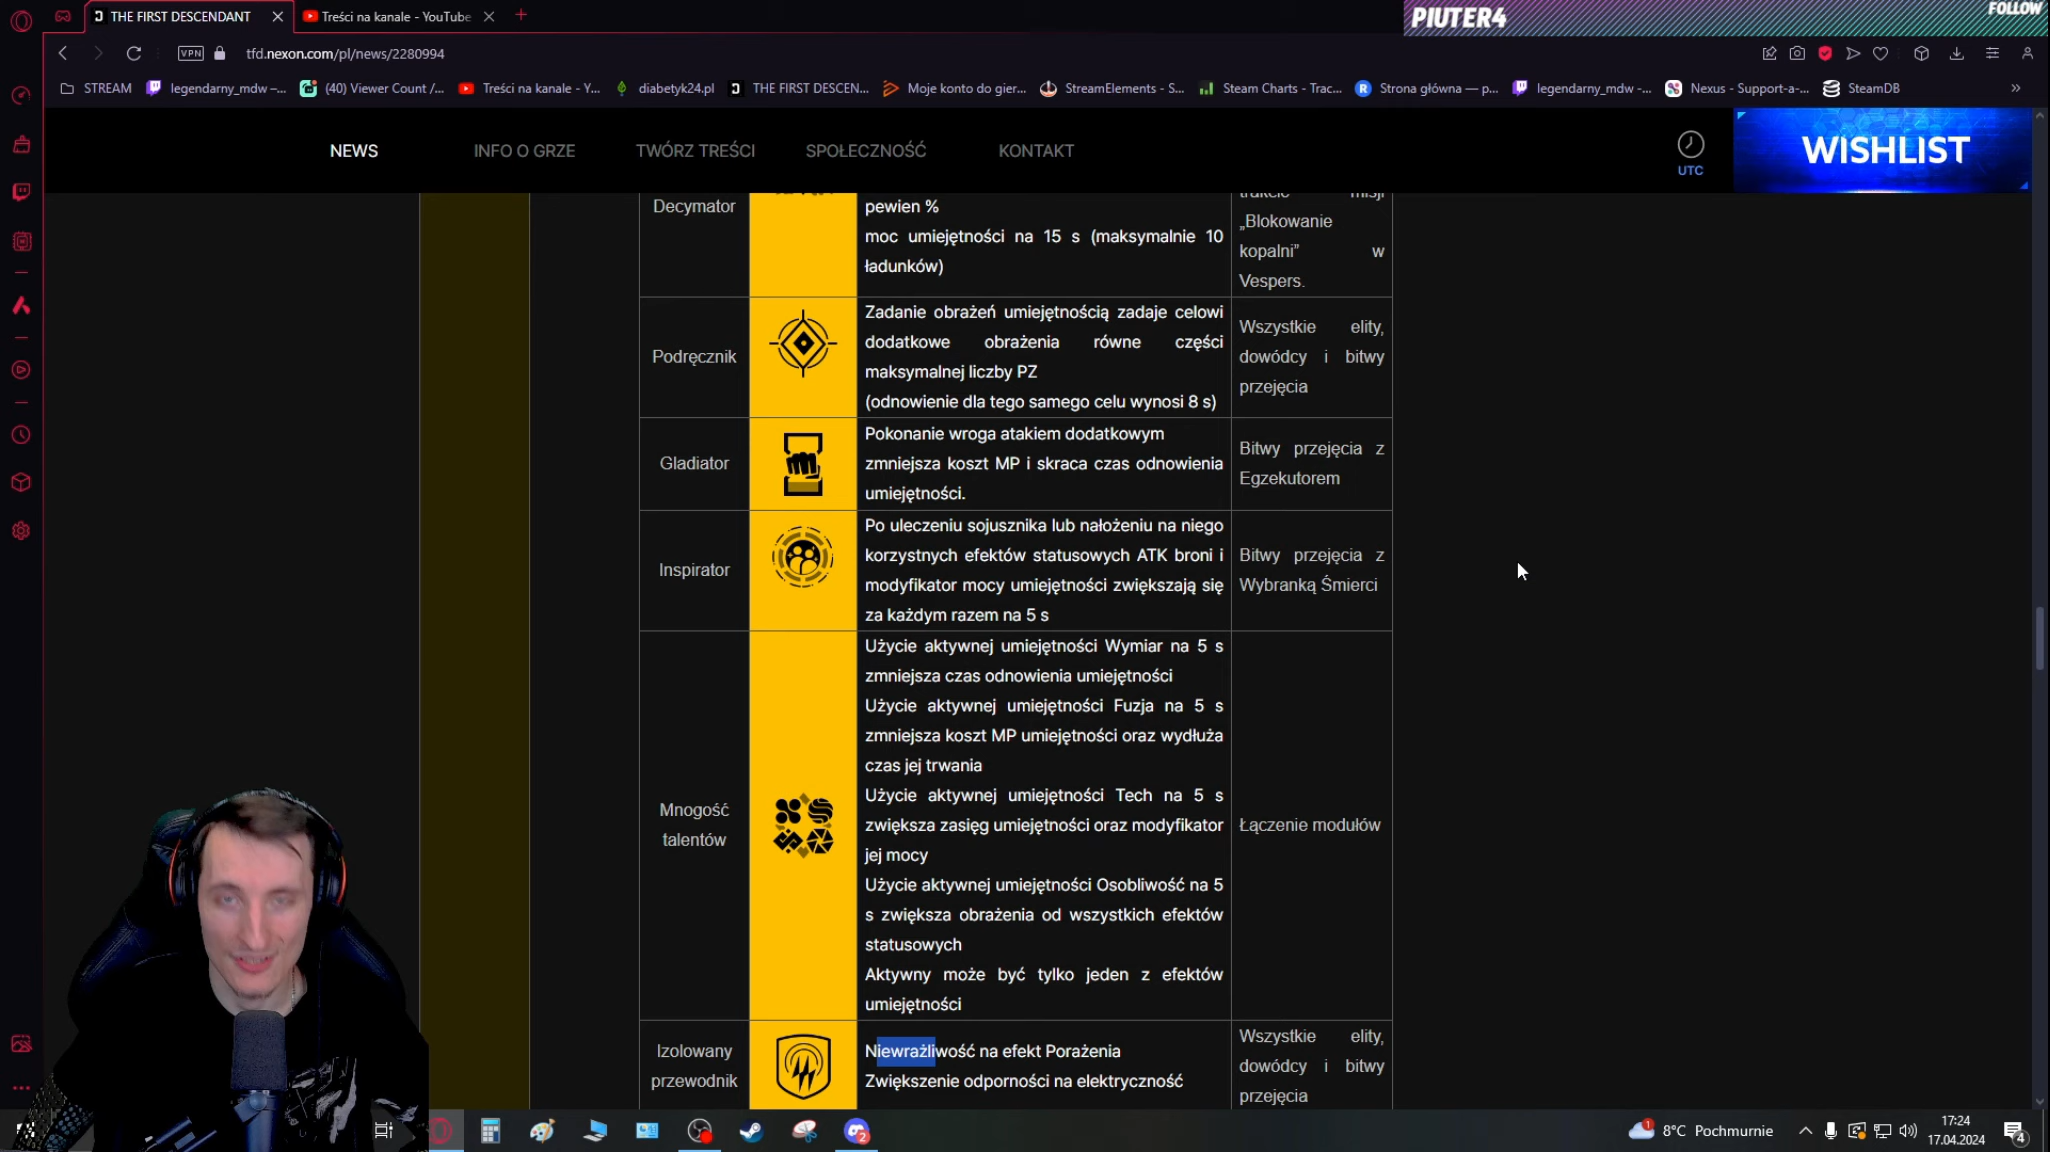 PIUTER4
FOLLOW
THE FIRST DESCENDANT
Treści na kanale - YouTube
VPN
tfd.nexon.com/pl/news/2280994
STREAM
legendarny_mdw –...
(40) Viewer Count /...
Treści na kanale - Y...
diabetyk24.pl
THE FIRST DESCEN...
Moje konto do gier...
StreamElements - S...
Steam Charts - Trac...
Strona główna — p...
legendarny_mdw -...
Nexus - Support-a-...
SteamDB
NEWS
INFO O GRZE
TWÓRZ TREŚCI
SPOŁECZNOŚĆ
KONTAKT
UTC
WISHLIST
Decymator
pewien %
moc umiejętności na 15 s (maksymalnie 10
ładunków)
trakcie misji
„Blokowanie
kopalni” w
Vespers.
Podręcznik
Zadanie obrażeń umiejętnością zadaje celowi
dodatkowe obrażenia równe części
maksymalnej liczby PZ
(odnowienie dla tego samego celu wynosi 8 s)
Wszystkie elity,
dowódcy i bitwy
przejęcia
Gladiator
Pokonanie wroga atakiem dodatkowym
zmniejsza koszt MP i skraca czas odnowienia
umiejętności.
Bitwy przejęcia z
Egzekutorem
Inspirator
Po uleczeniu sojusznika lub nałożeniu na niego
korzystnych efektów statusowych ATK broni i
modyfikator mocy umiejętności zwiększają się
za każdym razem na 5 s
Bitwy przejęcia z
Wybranką Śmierci
Mnogość
talentów
Użycie aktywnej umiejętności Wymiar na 5 s
zmniejsza czas odnowienia umiejętności
Użycie aktywnej umiejętności Fuzja na 5 s
zmniejsza koszt MP umiejętności oraz wydłuża
czas jej trwania
Użycie aktywnej umiejętności Tech na 5 s
zwiększa zasięg umiejętności oraz modyfikator
jej mocy
Użycie aktywnej umiejętności Osobliwość na 5
s zwiększa obrażenia od wszystkich efektów
statusowych
Aktywny może być tylko jeden z efektów
umiejętności
Łączenie modułów
Izolowany
przewodnik
Niewrażliwość na efekt Porażenia
Zwiększenie odporności na elektryczność
Wszystkie elity,
dowódcy i bitwy
przejęcia
8°C Pochmurnie
17:24
17.04.2024